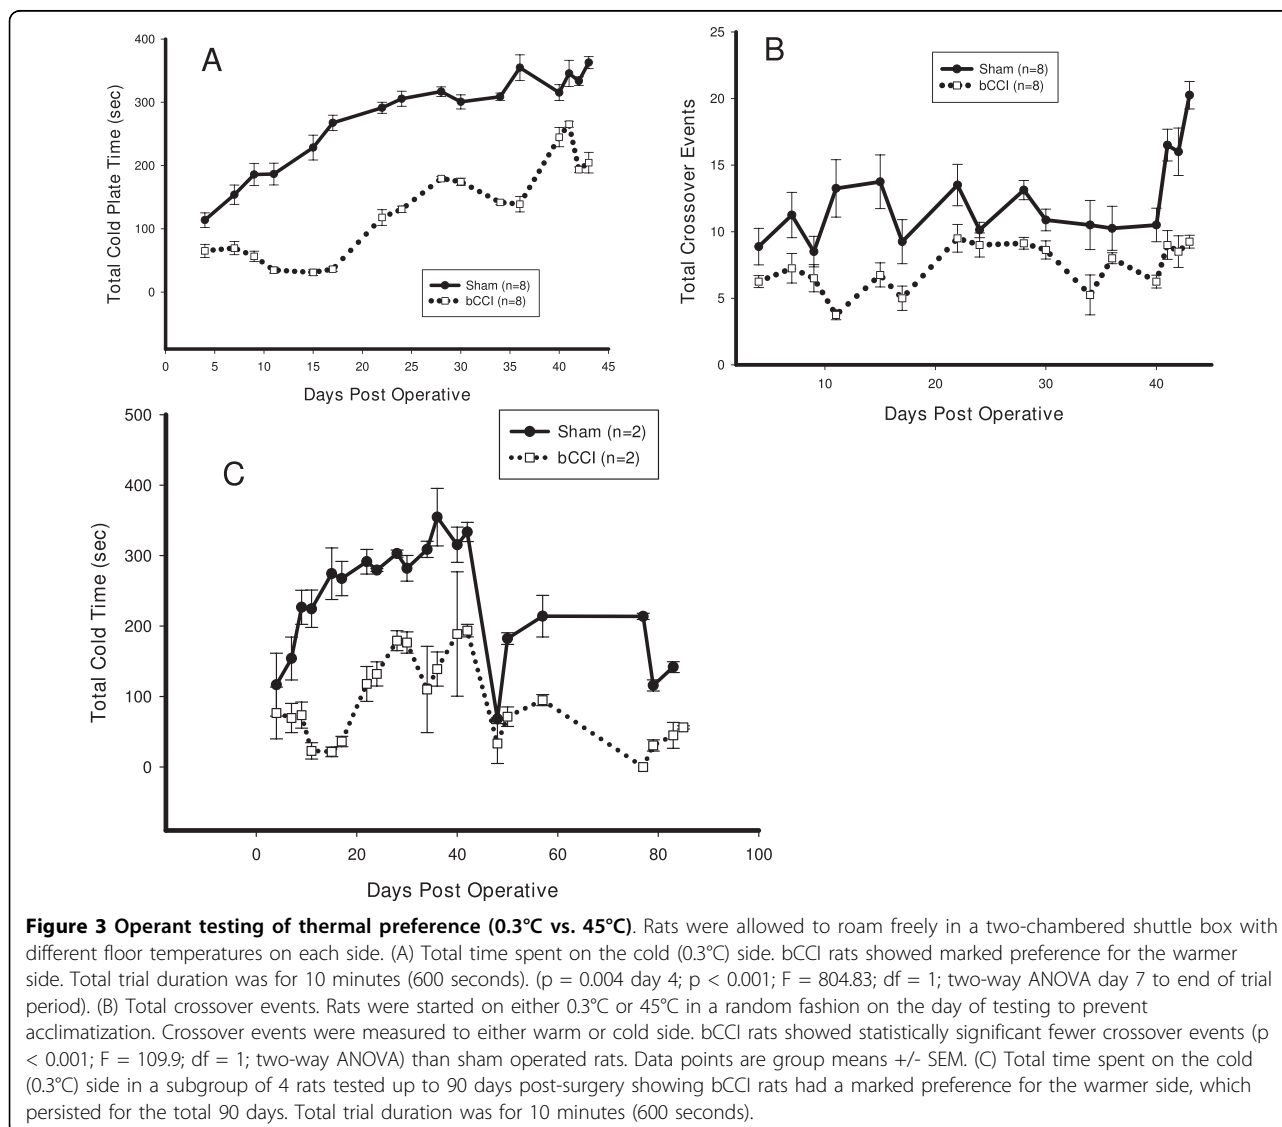 A
400
300
200
100
0
Total Cold Plate Time (sec)
Sham (n=8)
bCCI (n=8)
0 5 10 15 20 25 30 35 40 45
Days Post Operative
B
25
20
15
10
5
0
Total Crossover Events
Sham (n=8)
bCCI (n=8)
10 20 30 40
Days Post Operative
C
500
400
300
200
100
0
Total Cold Time (sec)
Sham (n=2)
bCCI (n=2)
0 20 40 60 80 100
Days Post Operative
Figure 3 Operant testing of thermal preference (0.3°C vs. 45°C). Rats were allowed to roam freely in a two-chambered shuttle box with
different floor temperatures on each side. (A) Total time spent on the cold (0.3°C) side. bCCI rats showed marked preference for the warmer
side. Total trial duration was for 10 minutes (600 seconds). (p = 0.004 day 4; p < 0.001; F = 804.83; df = 1; two-way ANOVA day 7 to end of trial
period). (B) Total crossover events. Rats were started on either 0.3°C or 45°C in a random fashion on the day of testing to prevent
acclimatization. Crossover events were measured to either warm or cold side. bCCI rats showed statistically significant fewer crossover events (p
< 0.001; F = 109.9; df = 1; two-way ANOVA) than sham operated rats. Data points are group means +/- SEM. (C) Total time spent on the cold
(0.3°C) side in a subgroup of 4 rats tested up to 90 days post-surgery showing bCCI rats had a marked preference for the warmer side, which
persisted for the total 90 days. Total trial duration was for 10 minutes (600 seconds).